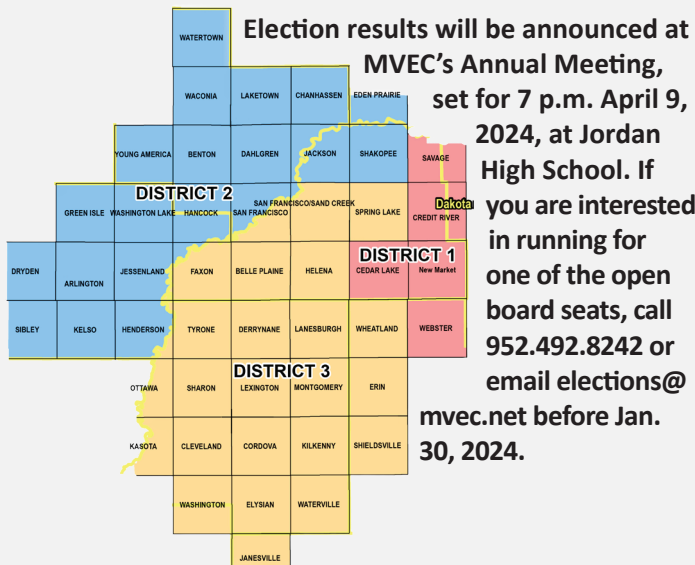 Election results will be announced at
MVEC's Annual Meeting,
set for 7 p.m. April 9,
2024, at Jordan
High School. If
you are interested
in running for
one of the open
board seats, call
952.492.8242 or
email elections@
mvec.net before Jan.
30, 2024.
WATERTOWN
WACONIA LAKETOWN CHANHASSEN EDEN PRAIRIE
YOUNG AMERICA BENTON DAHLGREN JACKSON SHAKOPEE SAVAGE
DISTRICT 2
SAN FRANCISCO/SAND CREEK
Dakota
GREEN ISLE WASHINGTON LAKE HANCOCK SAN FRANCISCO SPRING LAKE CREDIT RIVER
DISTRICT 1
DRYDEN ARLINGTON JESSENLAND FAXON BELLE PLAINE HELENA CEDAR LAKE New Market
SIBLEY KELSO HENDERSON TYRONE DERRYNANE LANESBURGH WHEATLAND WEBSTER
DISTRICT 3
OTTAWA SHARON LEXINGTON MONTGOMERY ERIN
KASOTA CLEVELAND CORDOVA KILKENNY SHIELDSVILLE
WASHINGTON ELYSIAN WATERVILLE
JANESVILLE